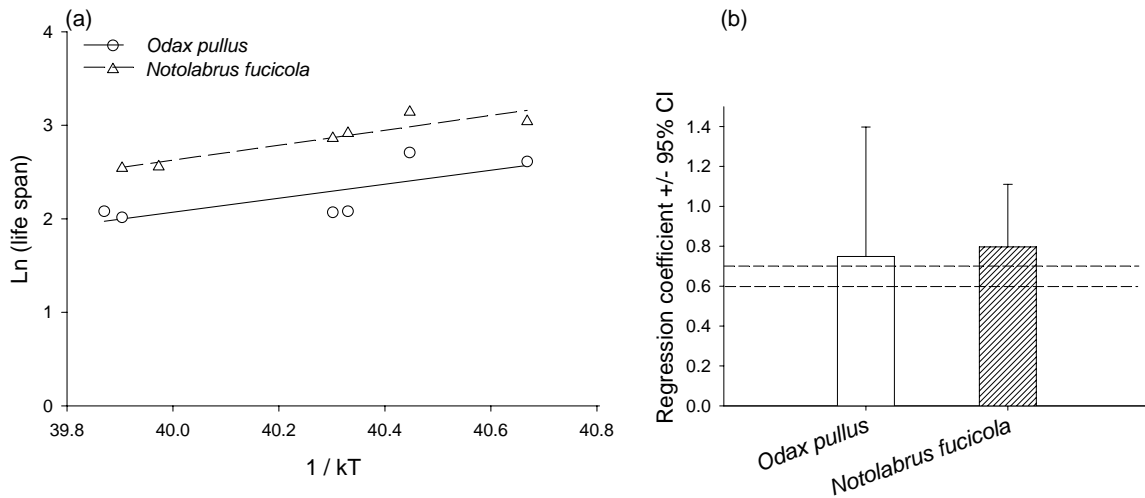 (a)
Odax pullus
Notolabrus fucicola
4
3
2
1
0
Ln (life span)
39.8 40.0 40.2 40.4 40.6 40.8
1 / kT
(b)
1.4
1.2
1.0
0.8
0.6
0.4
0.2
0.0
Regression coefficient +/- 95% CI
Odax pullus
Notolabrus fucicola